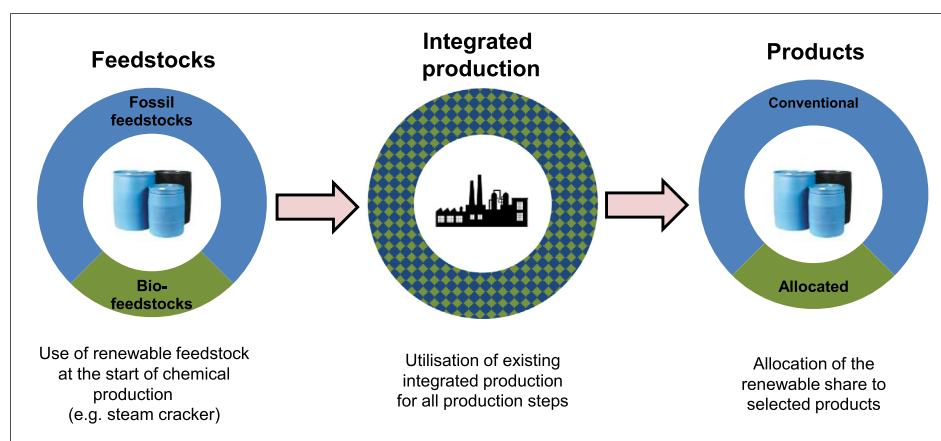 Feedstocks
Fossil
feedstocks
Bio-
feedstocks
Use of renewable feedstock
at the start of chemical
production
(e.g. steam cracker)
Integrated
production
Utilisation of existing
integrated production
for all production steps
Products
Conventional
Allocated
Allocation of the
renewable share to
selected products